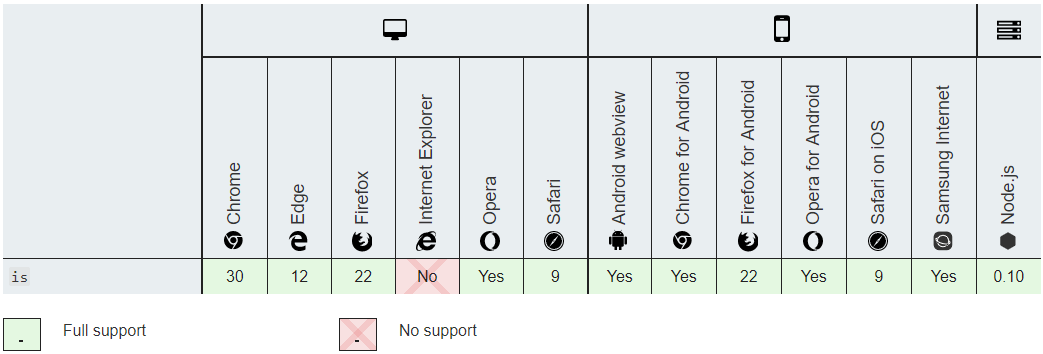 Chrome
Edge
Firefox
Internet Explorer
Opera
Safari
Android webview
Chrome for Android
Firefox for Android
Opera for Android
Safari on iOS
Samsung Internet
Node.js
is 30 12 22 No Yes 9 Yes Yes 22 Yes 9 Yes 0.10
- Full support - No support